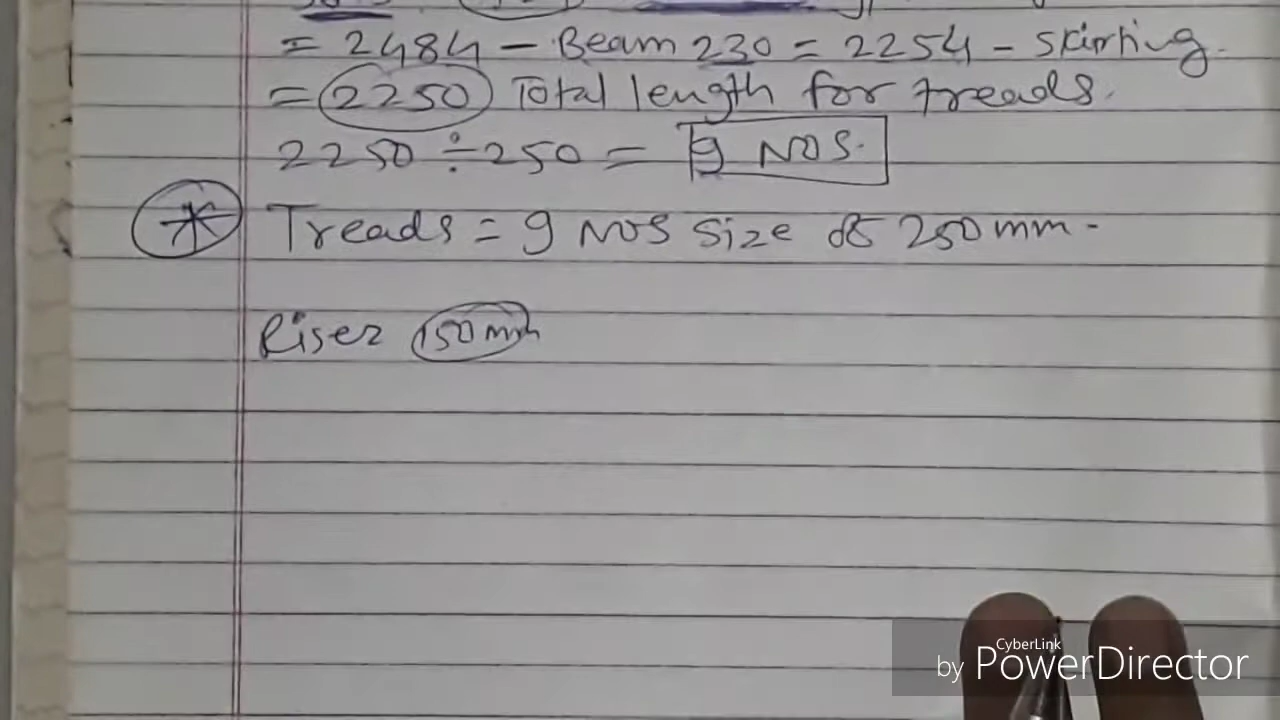 = 2484 - Beam 230 = 2254 - Skirting.
= 2250 Total length for treads.
2250 ÷ 250 = 9 NOS.
* Treads = 9 NOS Size of 250 mm -
Riser 150 mm
CyberLink
by PowerDirector